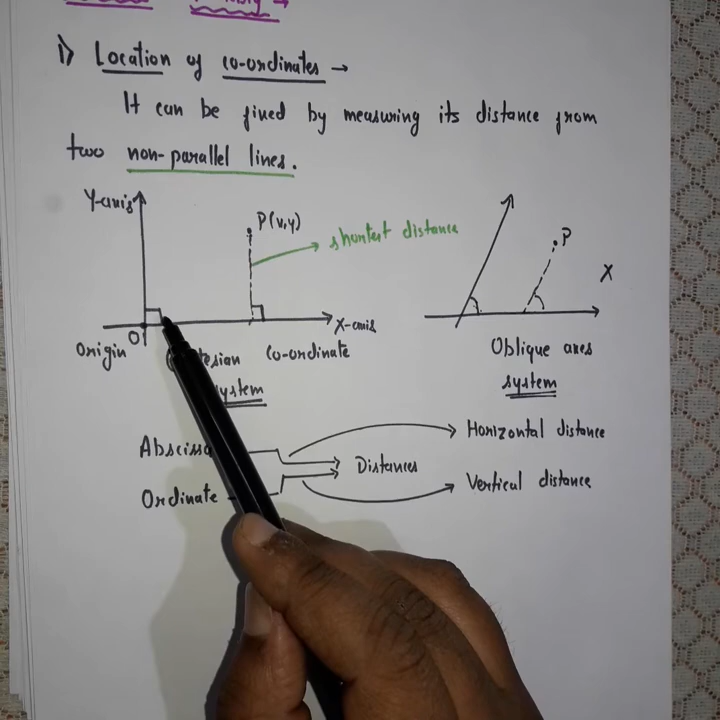 i) Location of co-ordinates →
It can be fixed by measuring its distance from
two non-parallel lines.
Y-axis
P(x,y)
shortest distance
P
X
X-axis
O
Origin
Co-ordinate
system
Oblique axes
system
Abscissa
Horizontal distance
Distances
Ordinate
Vertical distance